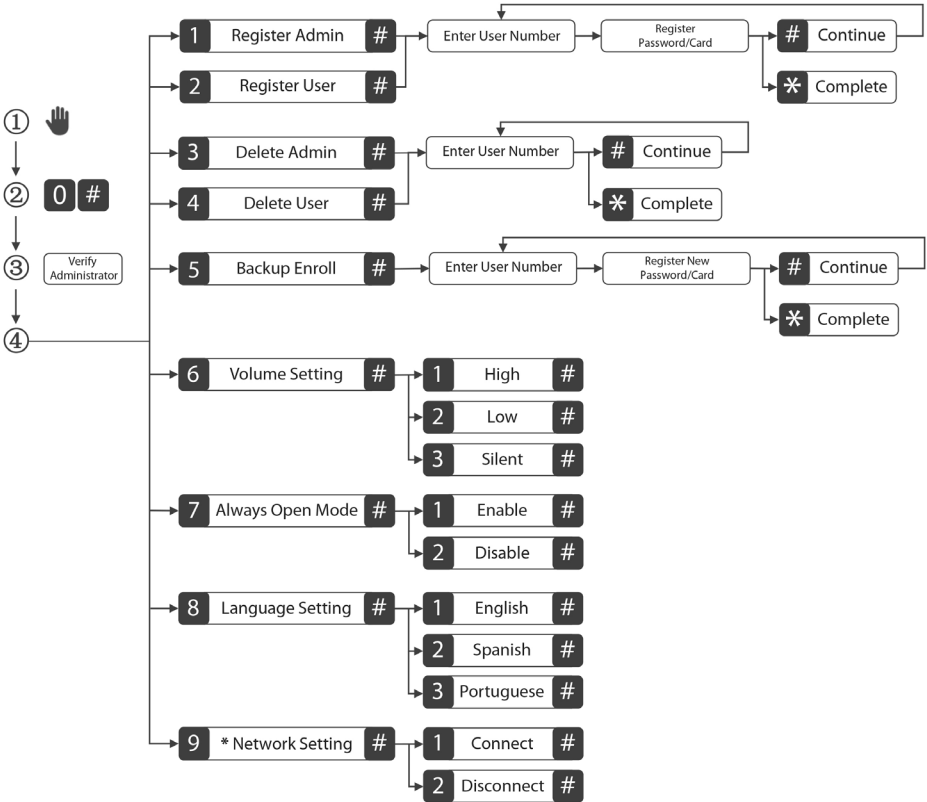 1 Register Admin # Enter User Number Register Password/Card # Continue
2 Register User # * Complete
①
② 0 #
3 Delete Admin # Enter User Number # Continue
4 Delete User # * Complete
③ Verify Administrator
5 Backup Enroll # Enter User Number Register New Password/Card # Continue
* Complete
④
6 Volume Setting # 1 High #
2 Low #
3 Silent #
7 Always Open Mode # 1 Enable #
2 Disable #
8 Language Setting # 1 English #
2 Spanish #
3 Portuguese #
9 * Network Setting # 1 Connect #
2 Disconnect #